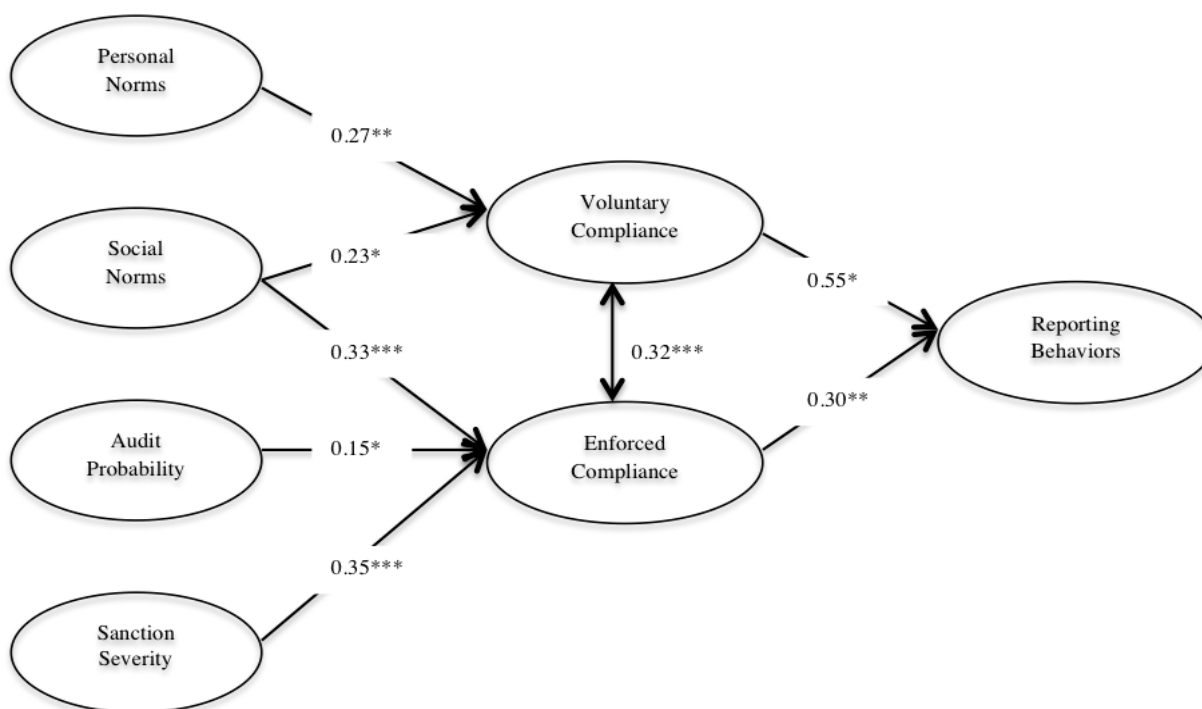 Personal
Norms
0.27**
Voluntary
Compliance
Social
Norms
0.23*
0.55*
0.33***
0.32***
Reporting
Behaviors
0.30**
Audit
Probability
0.15*
Enforced
Compliance
0.35***
Sanction
Severity